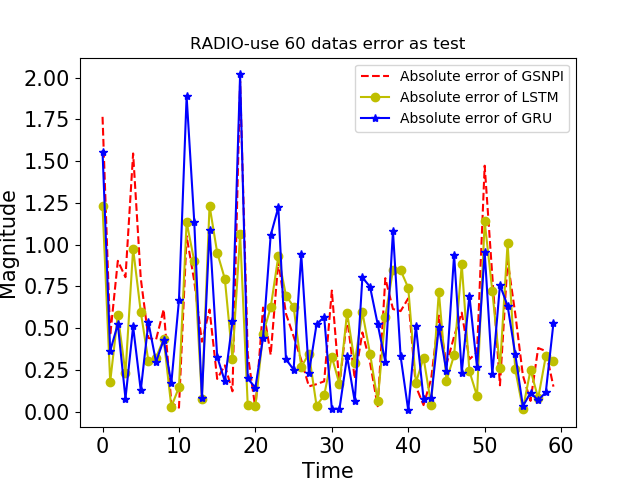 RADIO-use 60 datas error as test
Absolute error of GSNPI
Absolute error of LSTM
Absolute error of GRU
Magnitude
2.00
1.75
1.50
1.25
1.00
0.75
0.50
0.25
0.00
0 10 20 30 40 50 60
Time